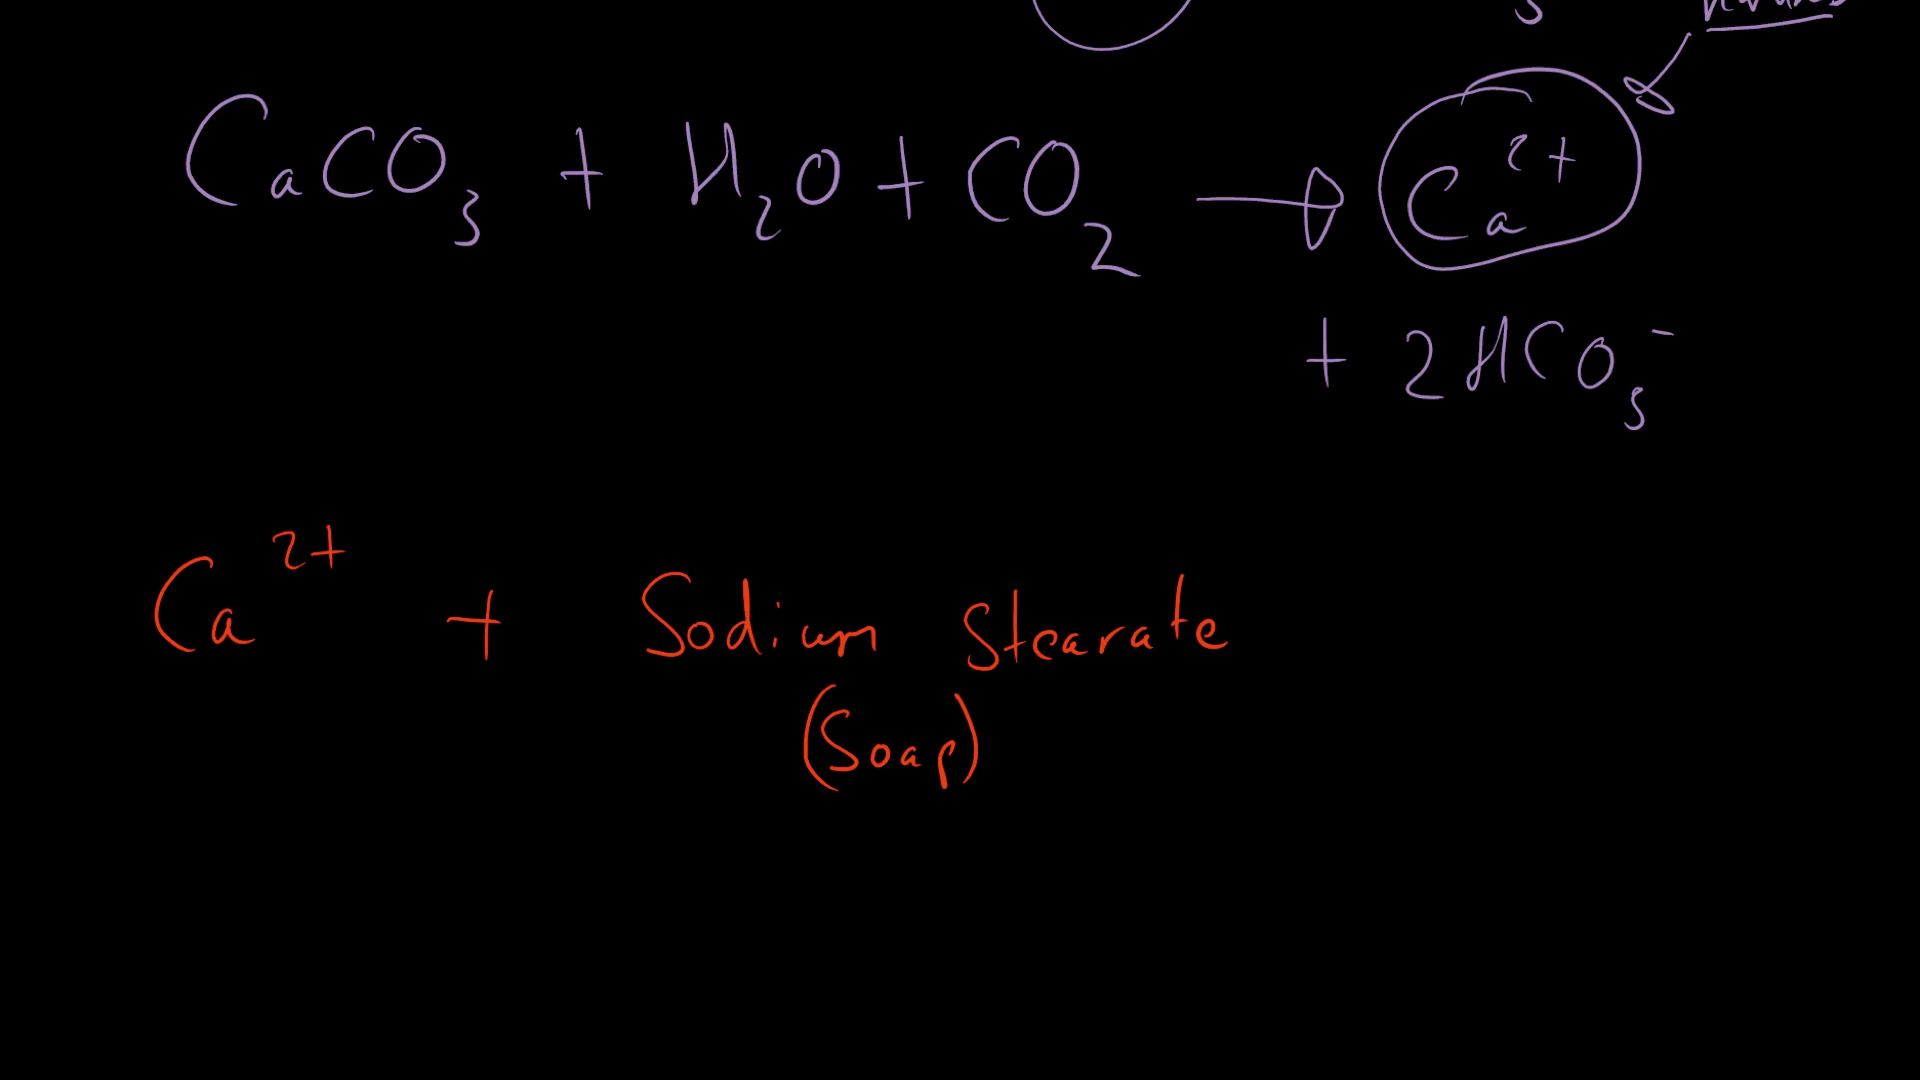 CaCO₃ + H₂O + CO₂ → Ca²⁺
+ 2HCO₃⁻
Ca²⁺ + Sodium Stearate
(Soap)